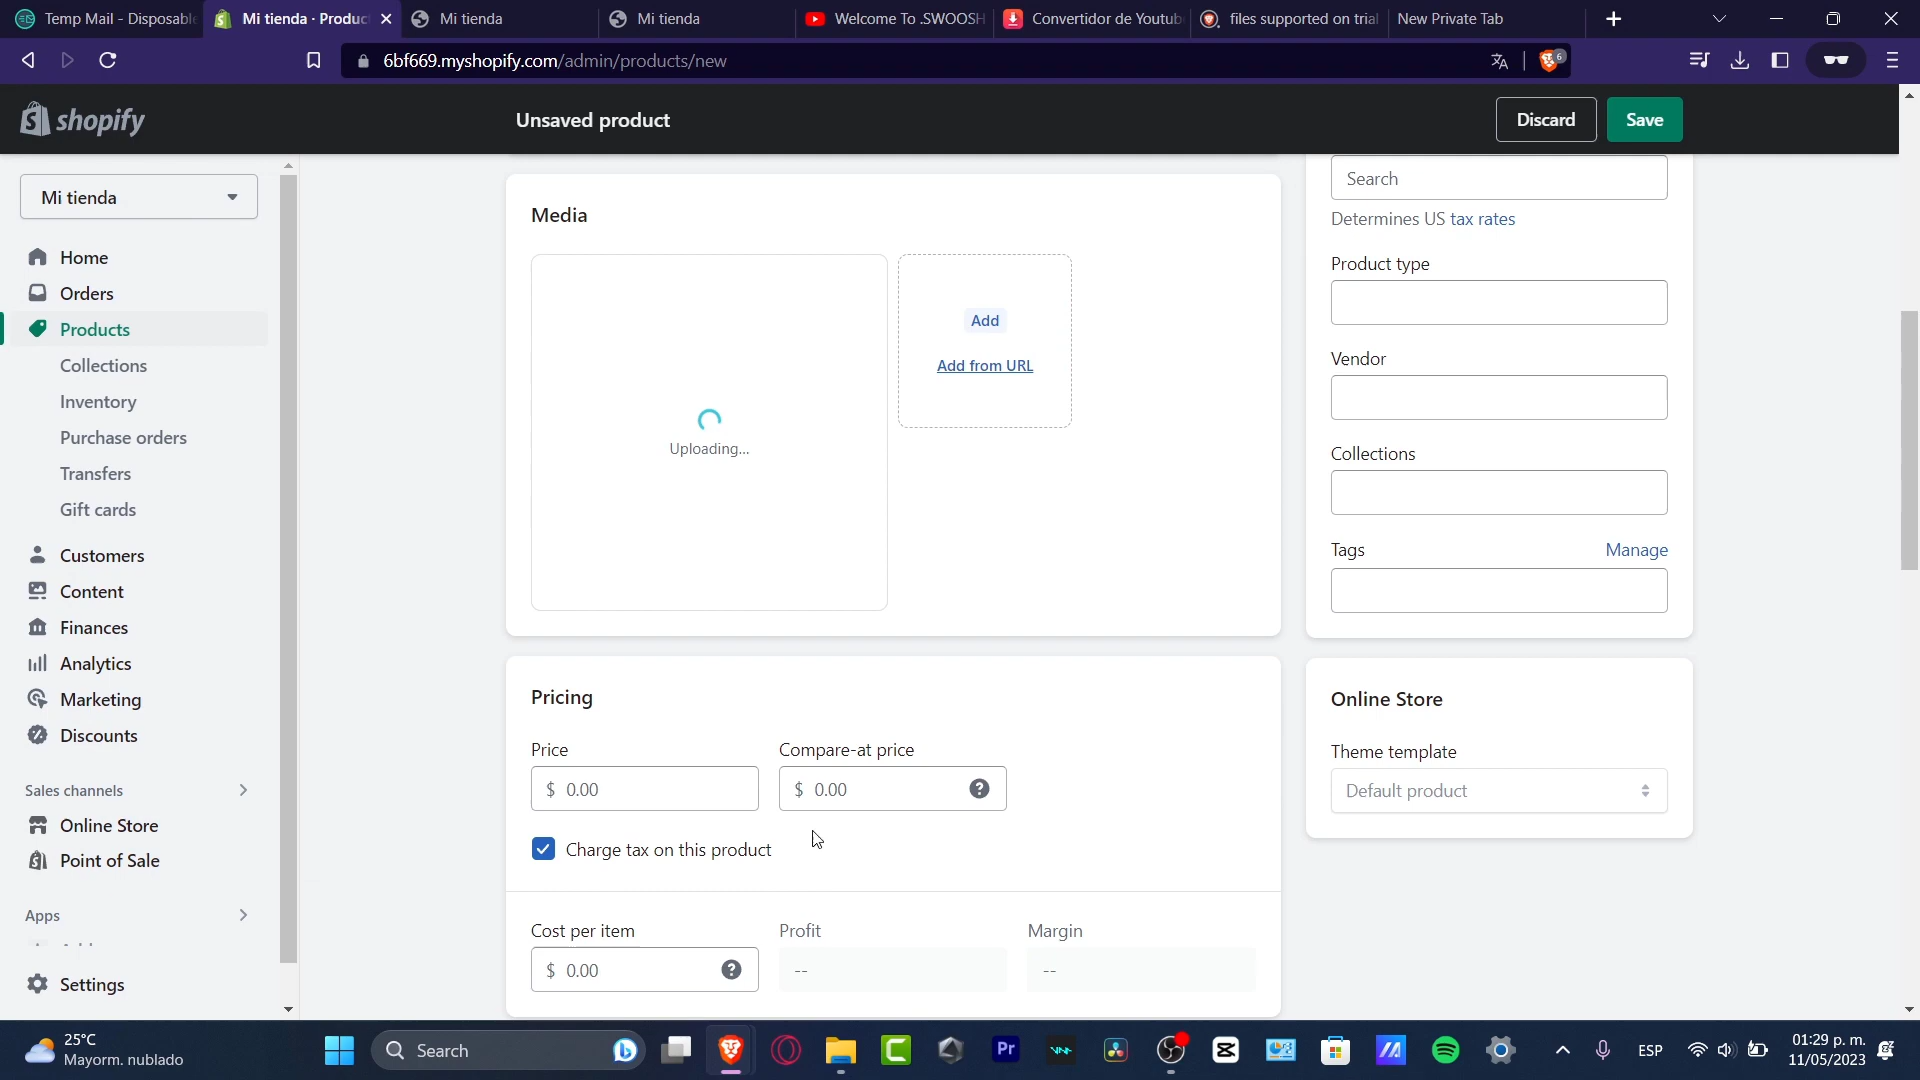 Temp Mail - Disposable
Mi tienda · Produc
Mi tienda
Mi tienda
Welcome To .SWOOSH
Convertidor de Youtub
files supported on trial
New Private Tab
6bf669.myshopify.com/admin/products/new
6
shopify
Unsaved product
Discard
Save
Mi tienda
Home
Orders
Products
Collections
Inventory
Purchase orders
Transfers
Gift cards
Customers
Content
Finances
Analytics
Marketing
Discounts
Sales channels
Online Store
Point of Sale
Apps
Settings
Media
Uploading...
Add
Add from URL
Pricing
Price
$ 0.00
Compare-at price
$ 0.00
Charge tax on this product
Cost per item
$ 0.00
Profit
--
Margin
--
Search
Determines US tax rates
Product type
Vendor
Collections
Tags
Manage
Online Store
Theme template
Default product
25°C
Mayorm. nublado
Search
Pr
ESP
01:29 p. m.
11/05/2023